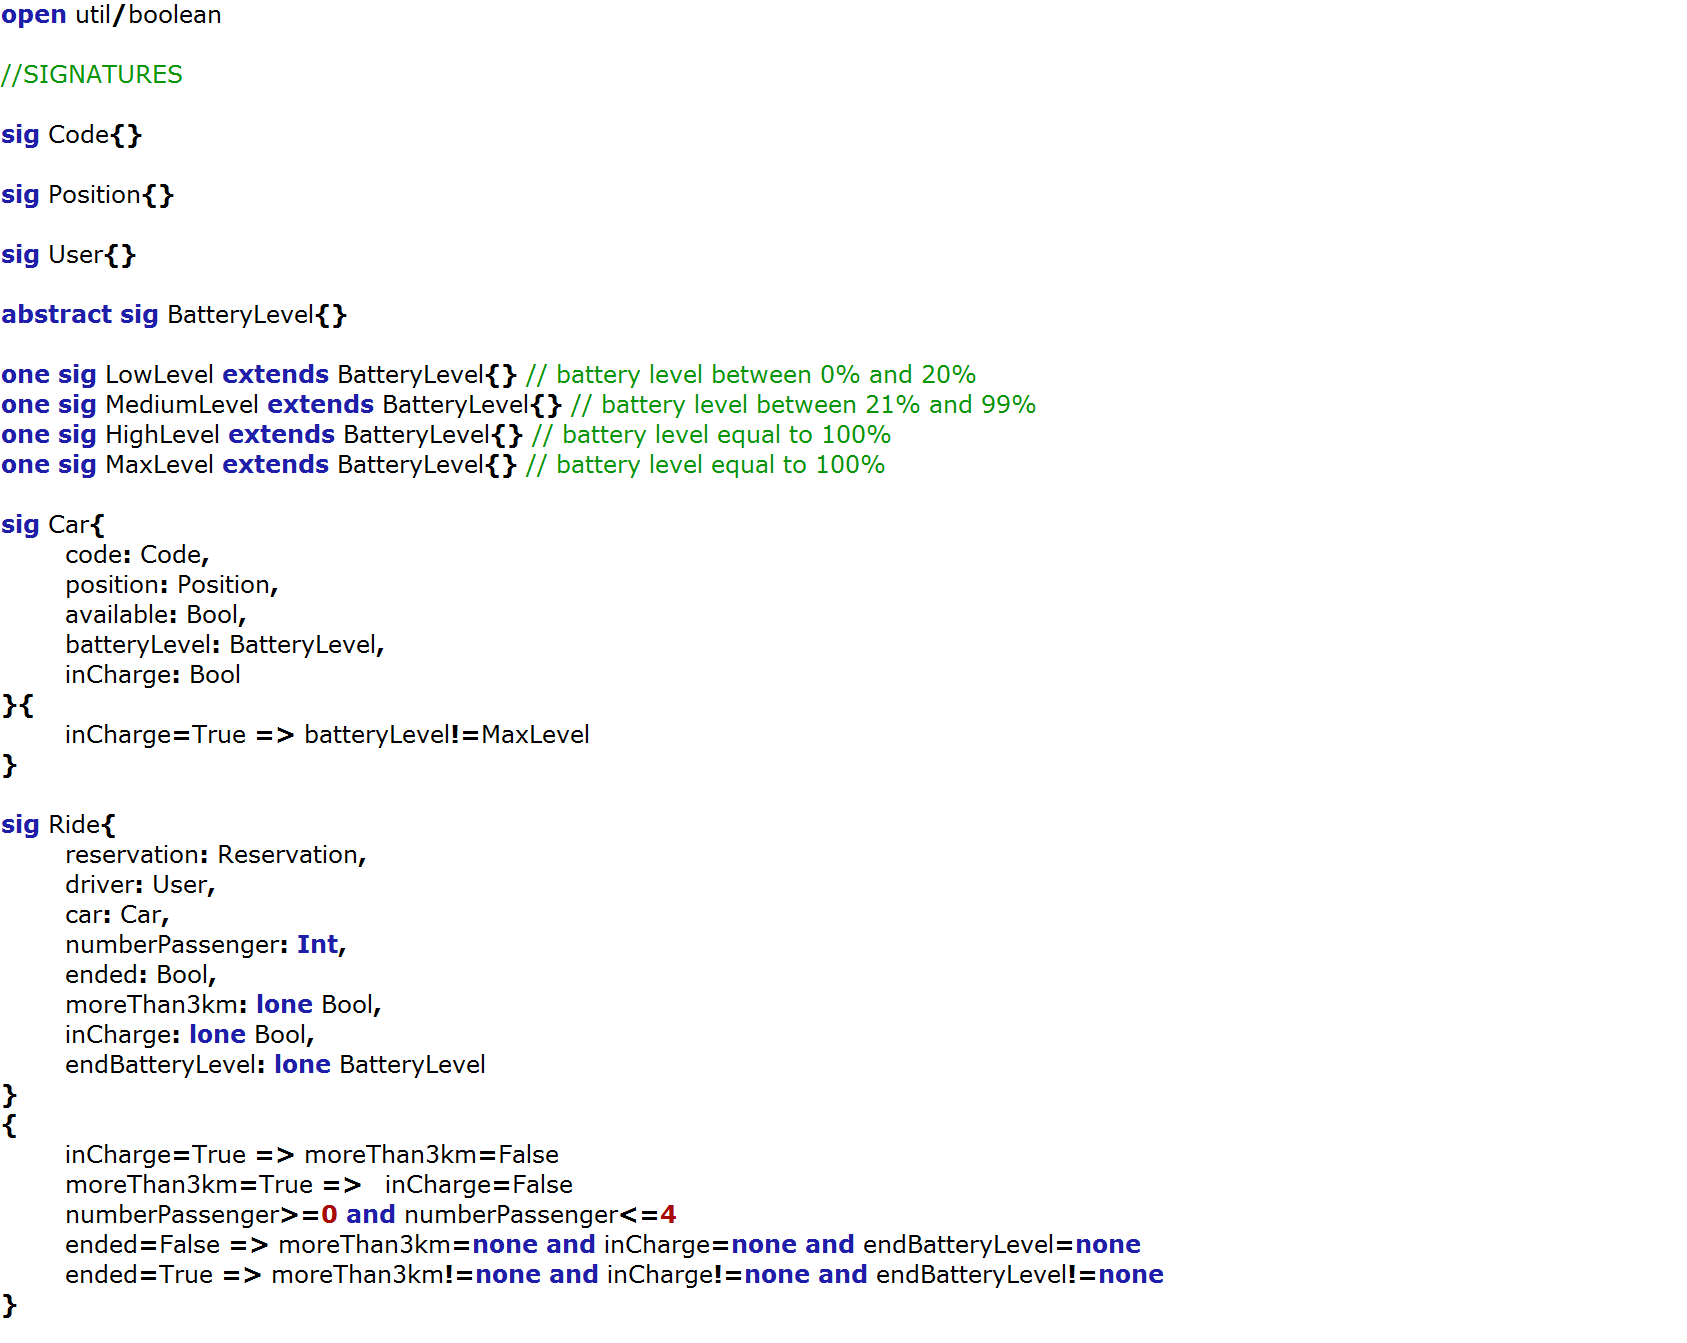 open util/boolean
//SIGNATURES
sig Code{}
sig Position{}
sig User{}
abstract sig BatteryLevel{}
one sig LowLevel extends BatteryLevel{} // battery level between 0% and 20%
one sig MediumLevel extends BatteryLevel{} // battery level between 21% and 99%
one sig HighLevel extends BatteryLevel{} // battery level equal to 100%
one sig MaxLevel extends BatteryLevel{} // battery level equal to 100%
sig Car{
code: Code,
position: Position,
available: Bool,
batteryLevel: BatteryLevel,
inCharge: Bool
}{
inCharge=True => batteryLevel!=MaxLevel
}
sig Ride{
reservation: Reservation,
driver: User,
car: Car,
numberPassenger: Int,
ended: Bool,
moreThan3km: lone Bool,
inCharge: lone Bool,
endBatteryLevel: lone BatteryLevel
}
{
inCharge=True => moreThan3km=False
moreThan3km=True => inCharge=False
numberPassenger>=0 and numberPassenger<=4
ended=False => moreThan3km=none and inCharge=none and endBatteryLevel=none
ended=True => moreThan3km!=none and inCharge!=none and endBatteryLevel!=none
}